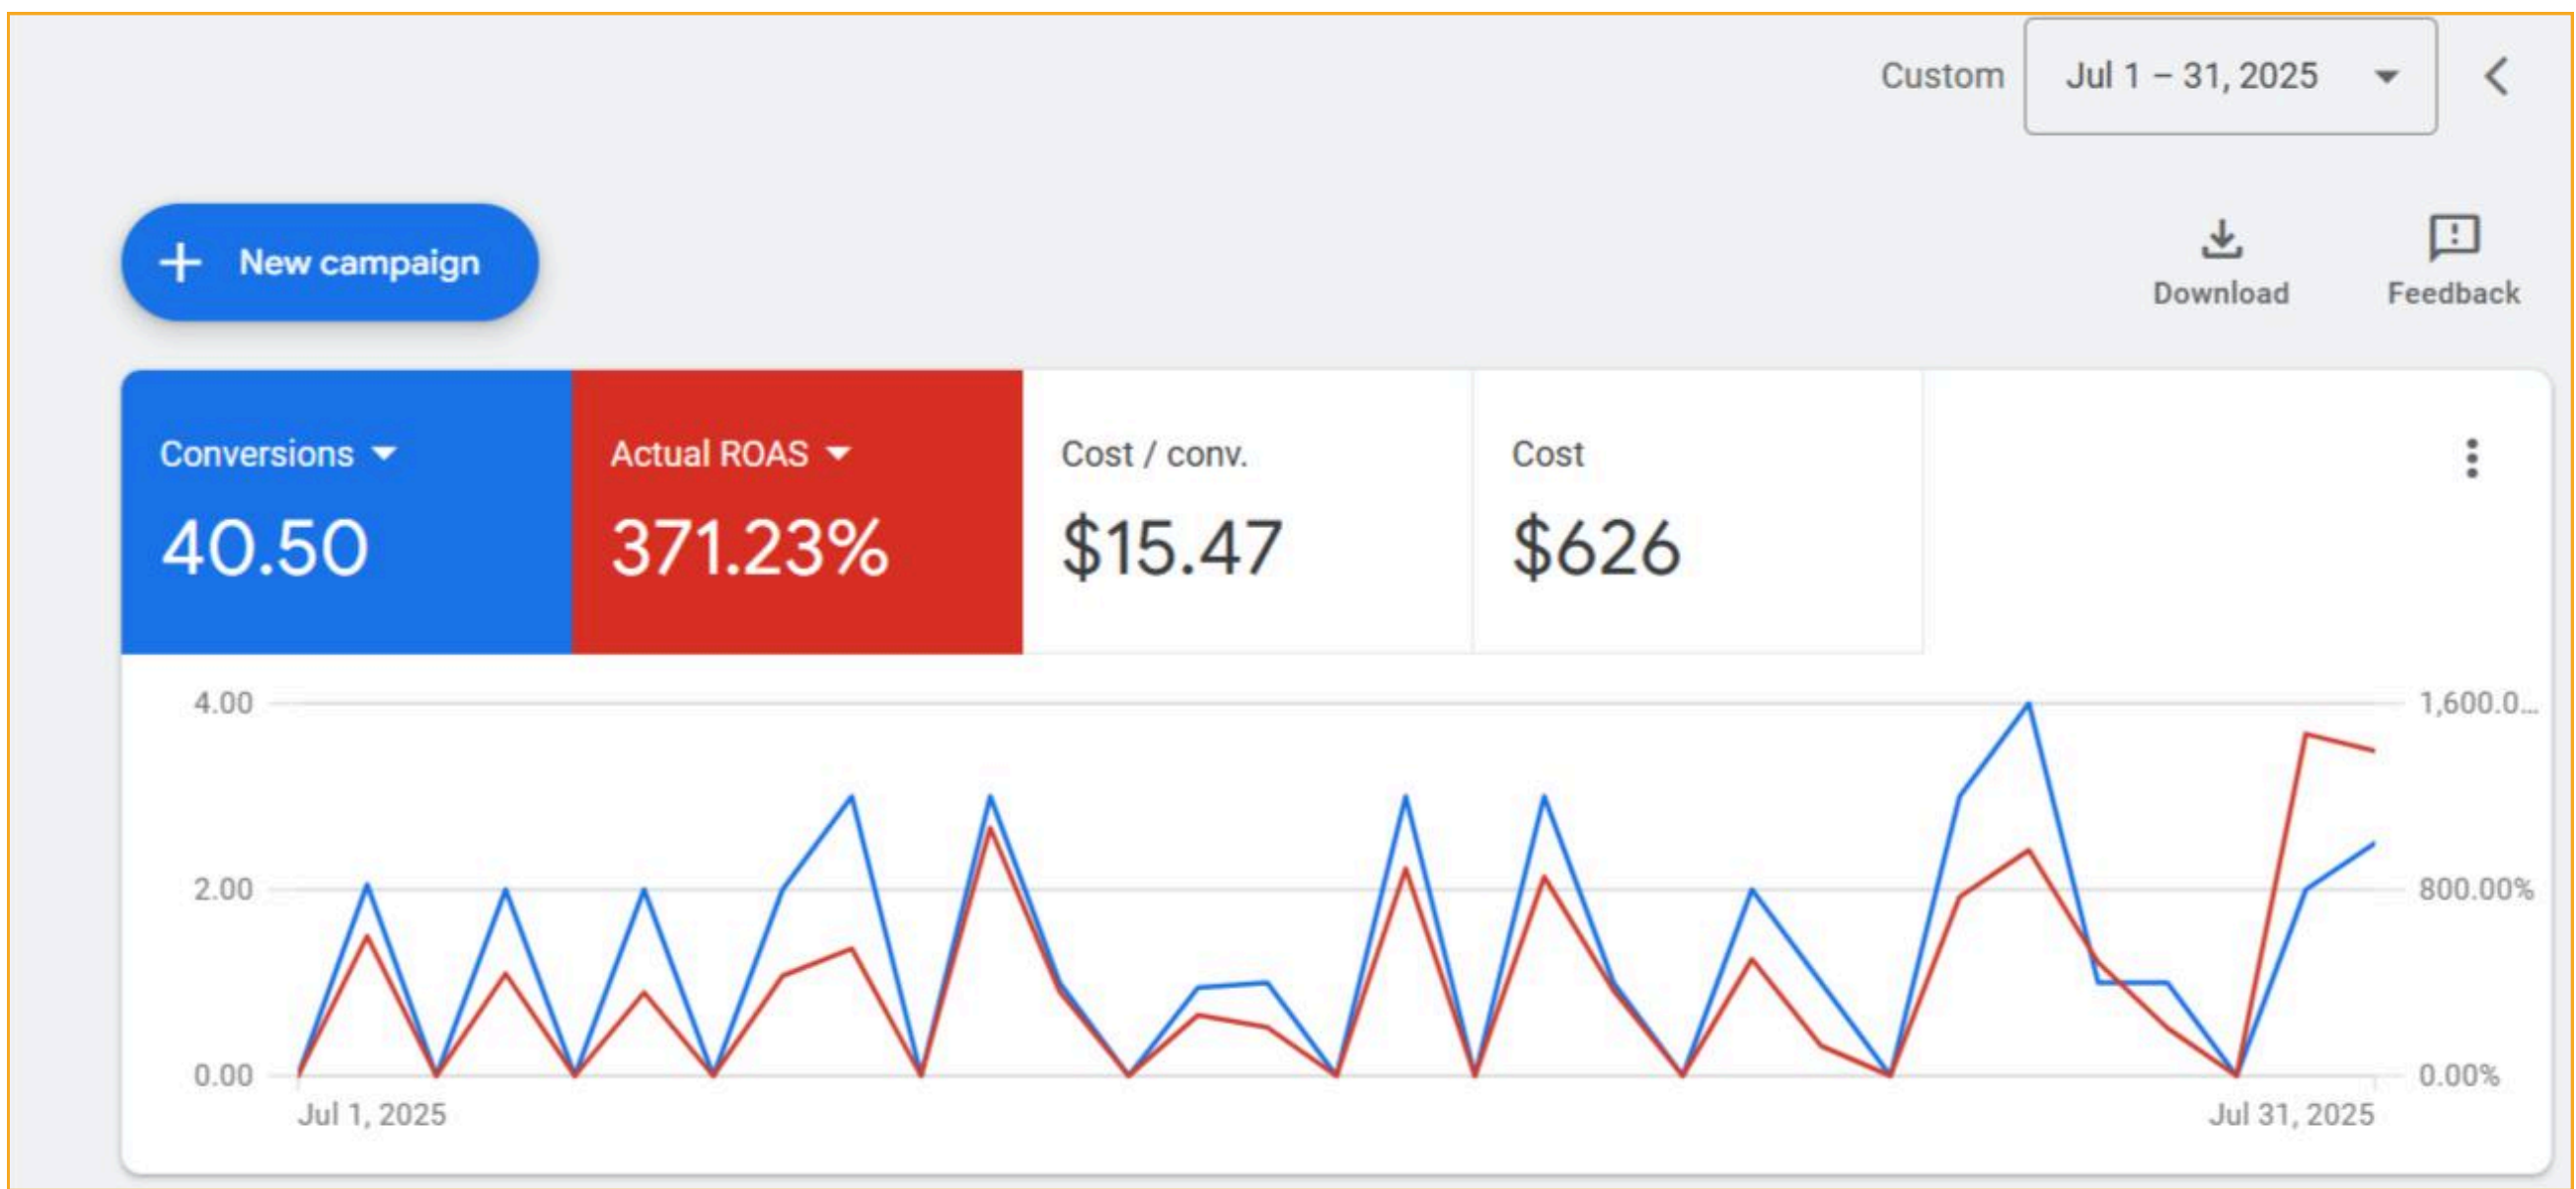 Custom Jul 1 – 31, 2025
New campaign
Download Feedback
Conversions Actual ROAS Cost / conv. Cost
40.50 371.23% $15.47 $626
4.00 1,600.0...
2.00 800.00%
0.00 0.00%
Jul 1, 2025 Jul 31, 2025